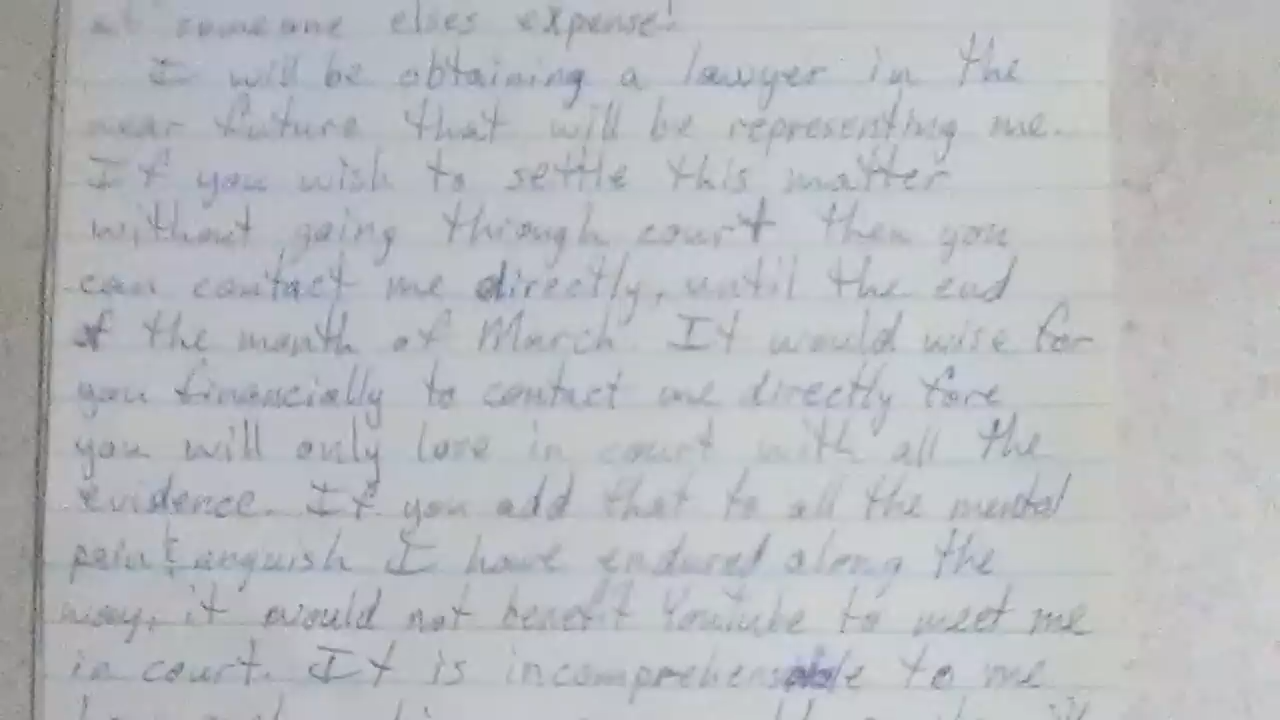 at someone elses expense!
I will be obtaining a lawyer in the
near future that will be representing me.
If you wish to settle this matter
without going through court then you
can contact me directly, until the end
of the month of March. It would wise for
you financially to contact me directly fore
you will only lose in court with all the
evidence. If you add that to all the mental
pain & anguish I have endured along the
way, it would not benefit Youtube to meet me
in court. It is incomprehensable to me